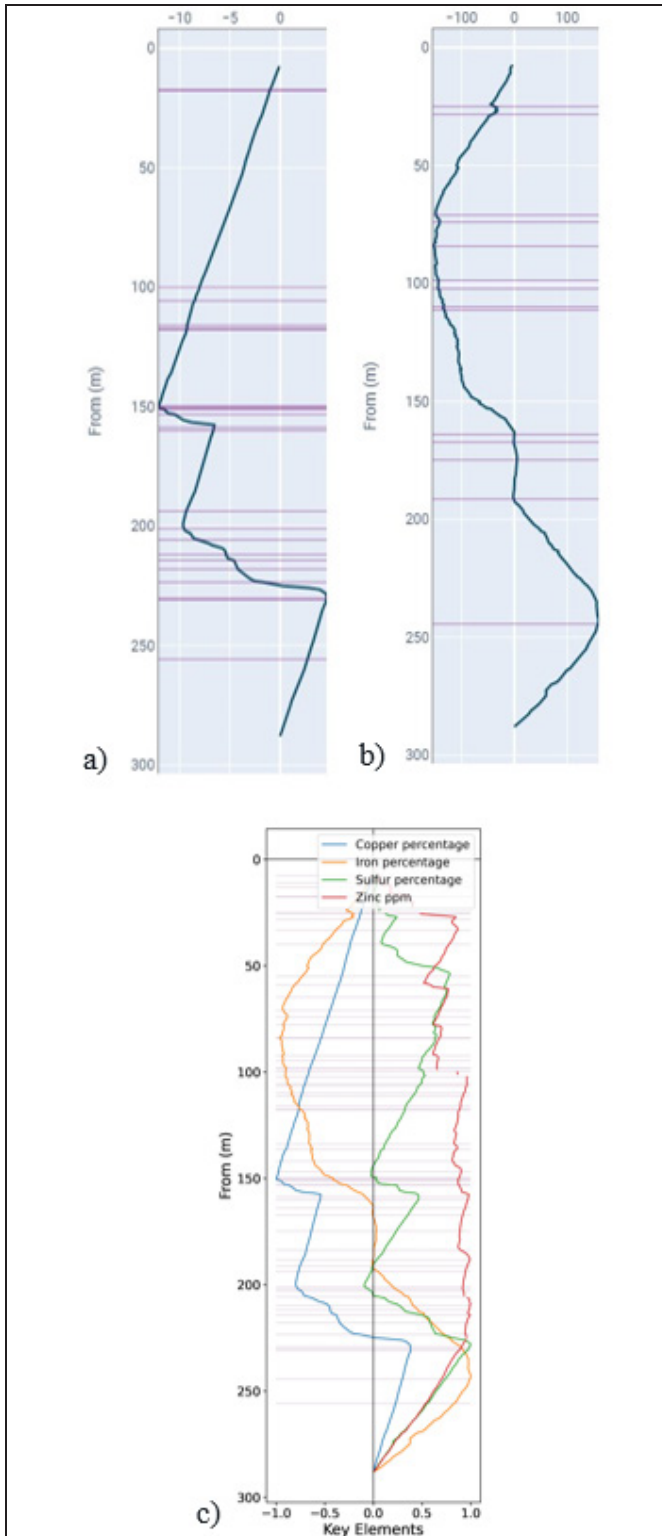 −10 −5 0
0
50
100
150
200
250
300
From (m)
a)
−100 0 100
0
50
100
150
200
250
300
From (m)
b)
Copper percentage
Iron percentage
Sulfur percentage
Zinc ppm
0
50
100
150
200
250
300
From (m)
−1.0 −0.5 0.0 0.5 1.0
Key Elements
c)